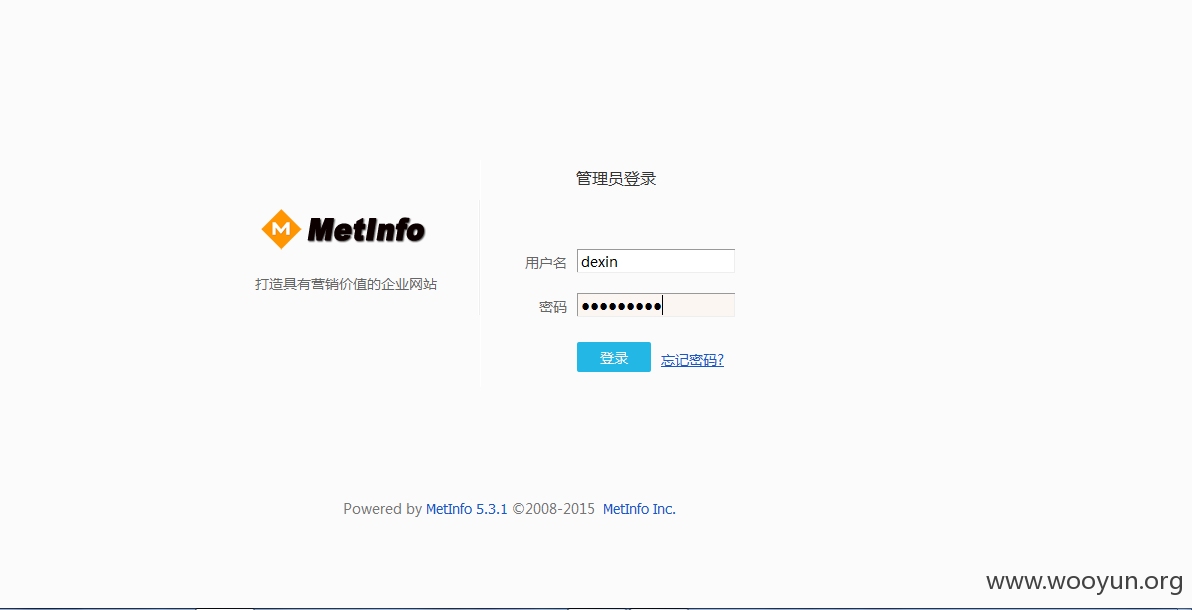 管理员登录
M MetInfo
打造具有营销价值的企业网站
用户名 dexin
密码 ●●●●●●●●●
登录 忘记密码?
Powered by MetInfo 5.3.1 ©2008-2015 MetInfo Inc.
www.wooyun.org